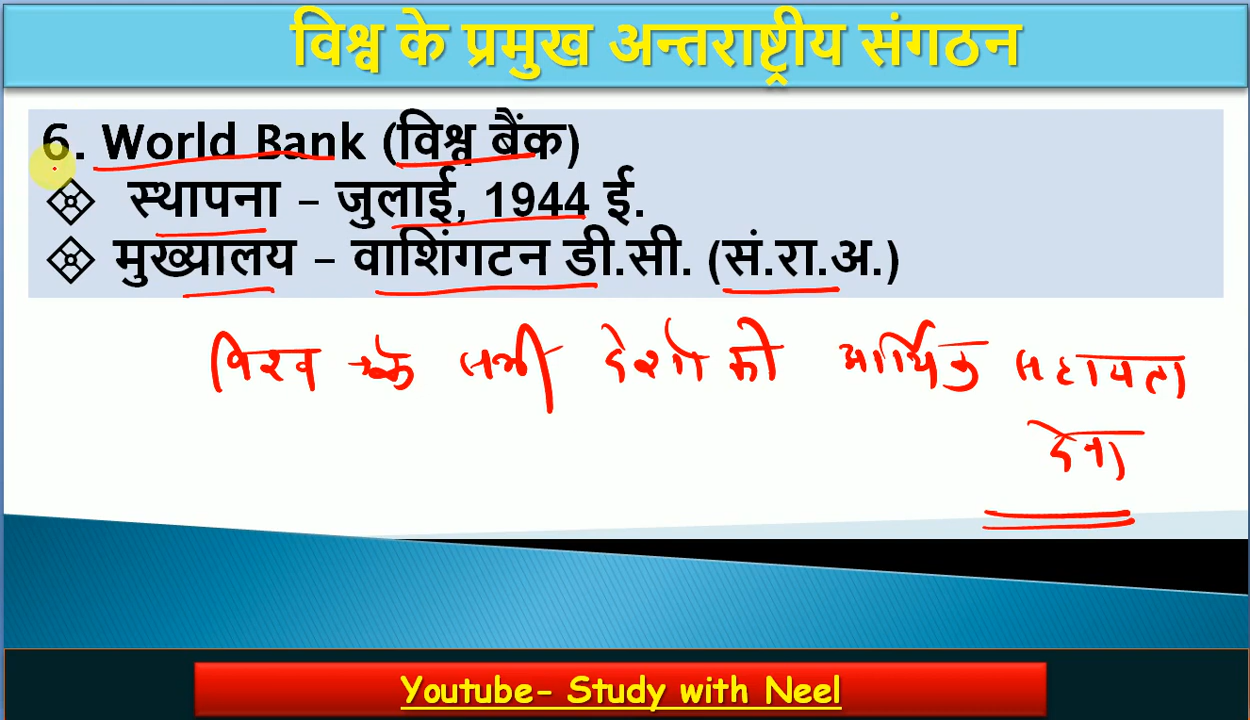 विश्व के प्रमुख अन्तराष्ट्रीय संगठन
6. World Bank (विश्व बैंक)
स्थापना – जुलाई, 1944 ई.
मुख्यालय – वाशिंगटन डी.सी. (सं.रा.अ.)
विश्व के सभी देशों की आर्थिक सहायता
देना
Youtube- Study with Neel